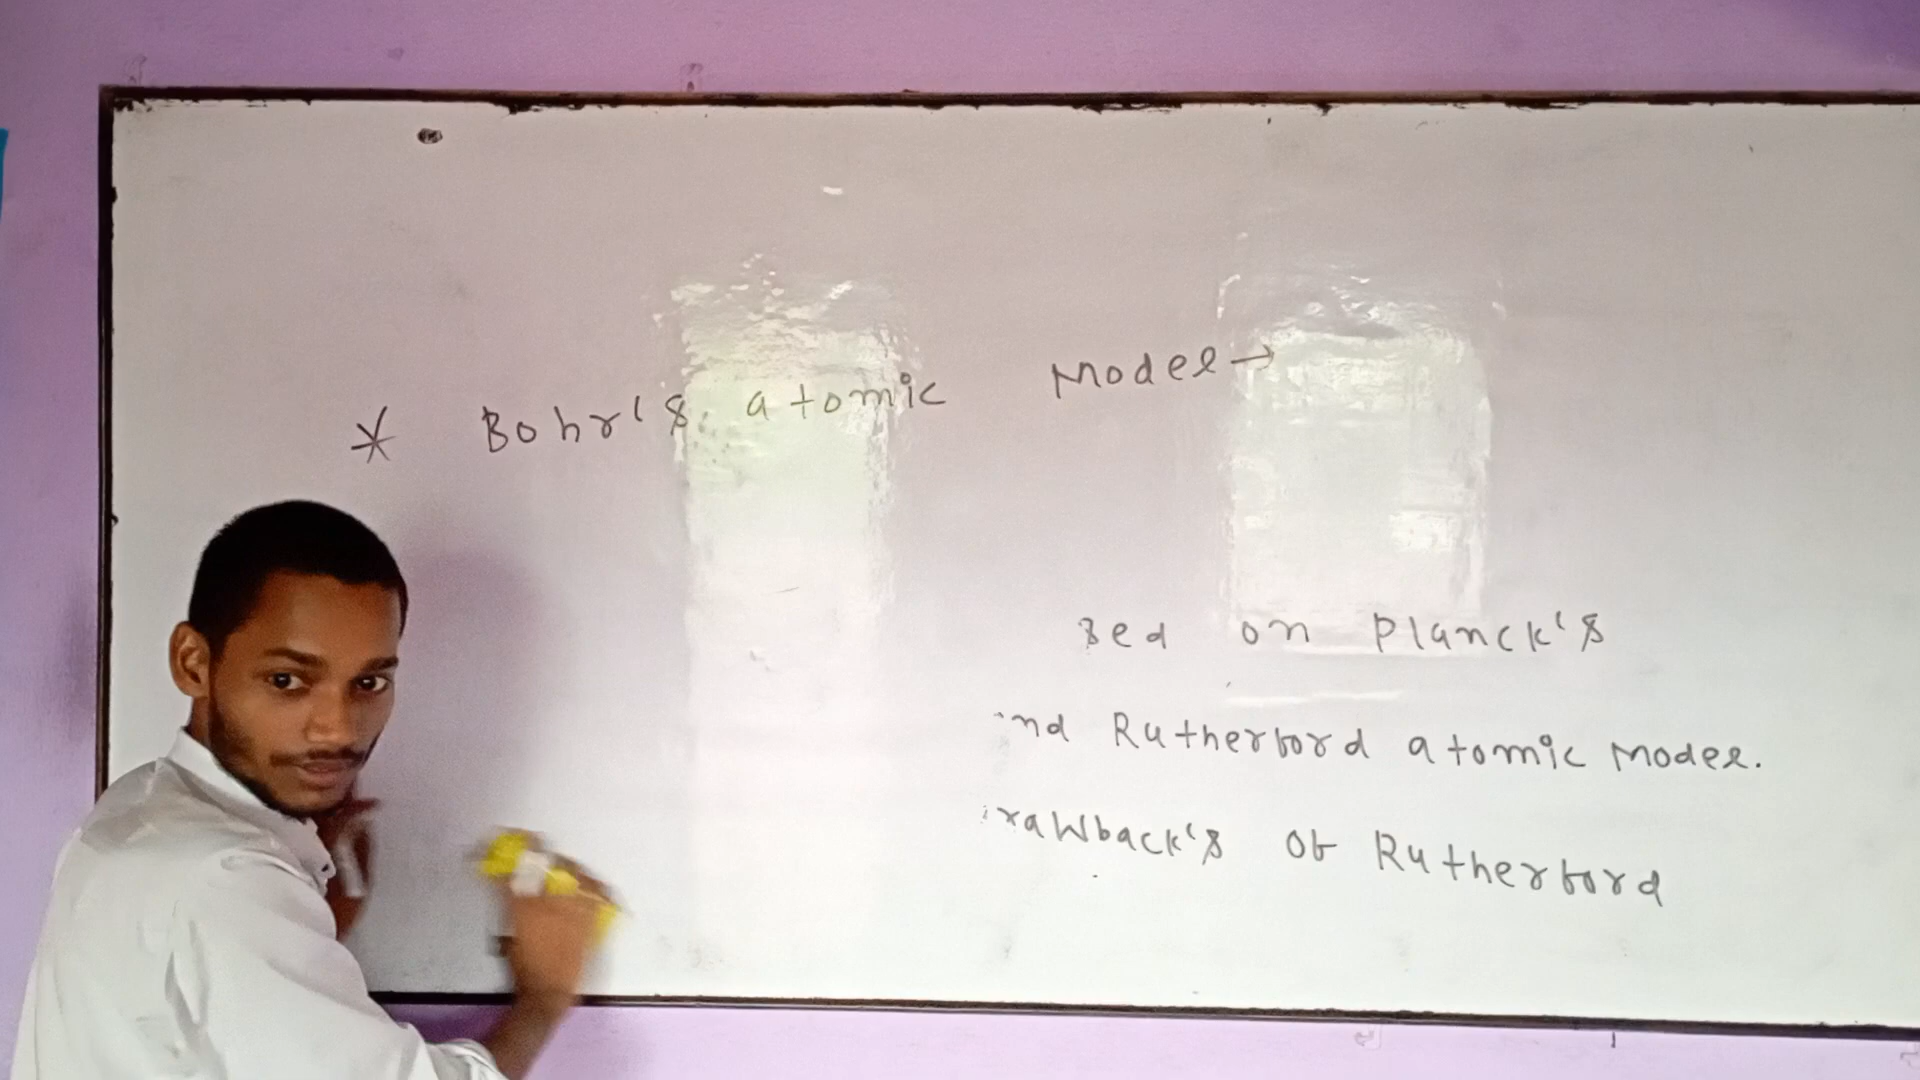 * Bohr's atomic Model →
sed on Planck's
nd Rutherford atomic Model.
rawback's of Rutherford